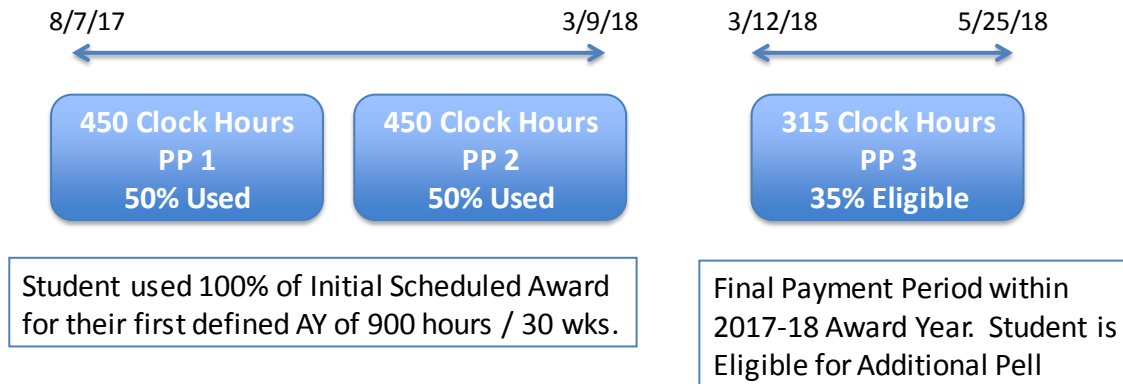 8/7/17
3/9/18
3/12/18
5/25/18
450 Clock Hours
PP 1
50% Used
450 Clock Hours
PP 2
50% Used
315 Clock Hours
PP 3
35% Eligible
Student used 100% of Initial Scheduled Award
for their first defined AY of 900 hours / 30 wks.
Final Payment Period within
2017-18 Award Year.  Student is
Eligible for Additional Pell